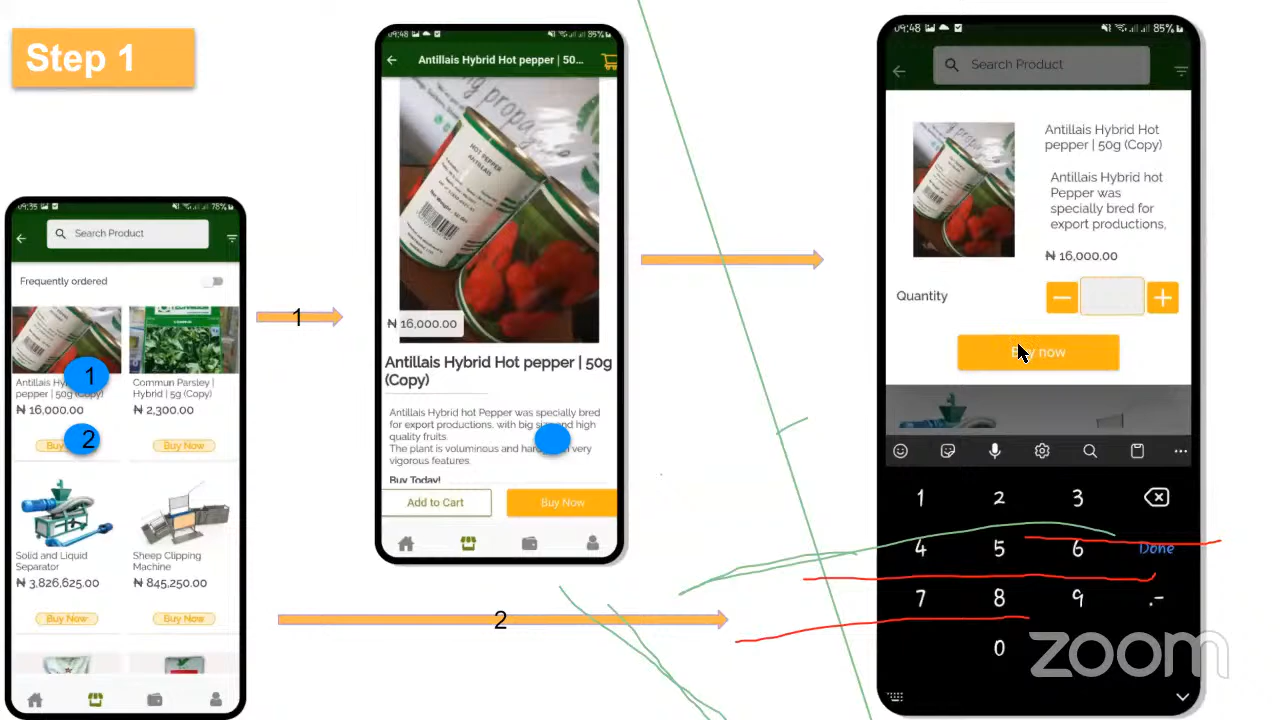 Step 1
09:35
78%
Search Product
Frequently ordered
1
Antillais Hy
pepper | 50g (Copy)
₦ 16,000.00
2
Buy
Commun Parsley |
Hybrid | 5g (Copy)
₦ 2,300.00
Buy Now
Solid and Liquid
Separator
₦ 3,826,625.00
Buy Now
Sheep Clipping
Machine
₦ 845,250.00
Buy Now
1
2
09:48
85%
Antillais Hybrid Hot pepper | 50...
HOT PEPPER
ANTILLAIS
₦ 16,000.00
Antillais Hybrid Hot pepper | 50g
(Copy)
Antillais Hybrid hot Pepper was specially bred
for export productions, with big size and high
quality fruits.
The plant is voluminous and hardy with very
vigorous features.
Buy Today!
Add to Cart
Buy Now
09:48
85%
Search Product
Antillais Hybrid Hot
pepper | 50g (Copy)
Antillais Hybrid hot
Pepper was
specially bred for
export productions,
₦ 16,000.00
Quantity
Buy now
1 2 3
4 5 6 Done
7 8 9 .-
0
zoom